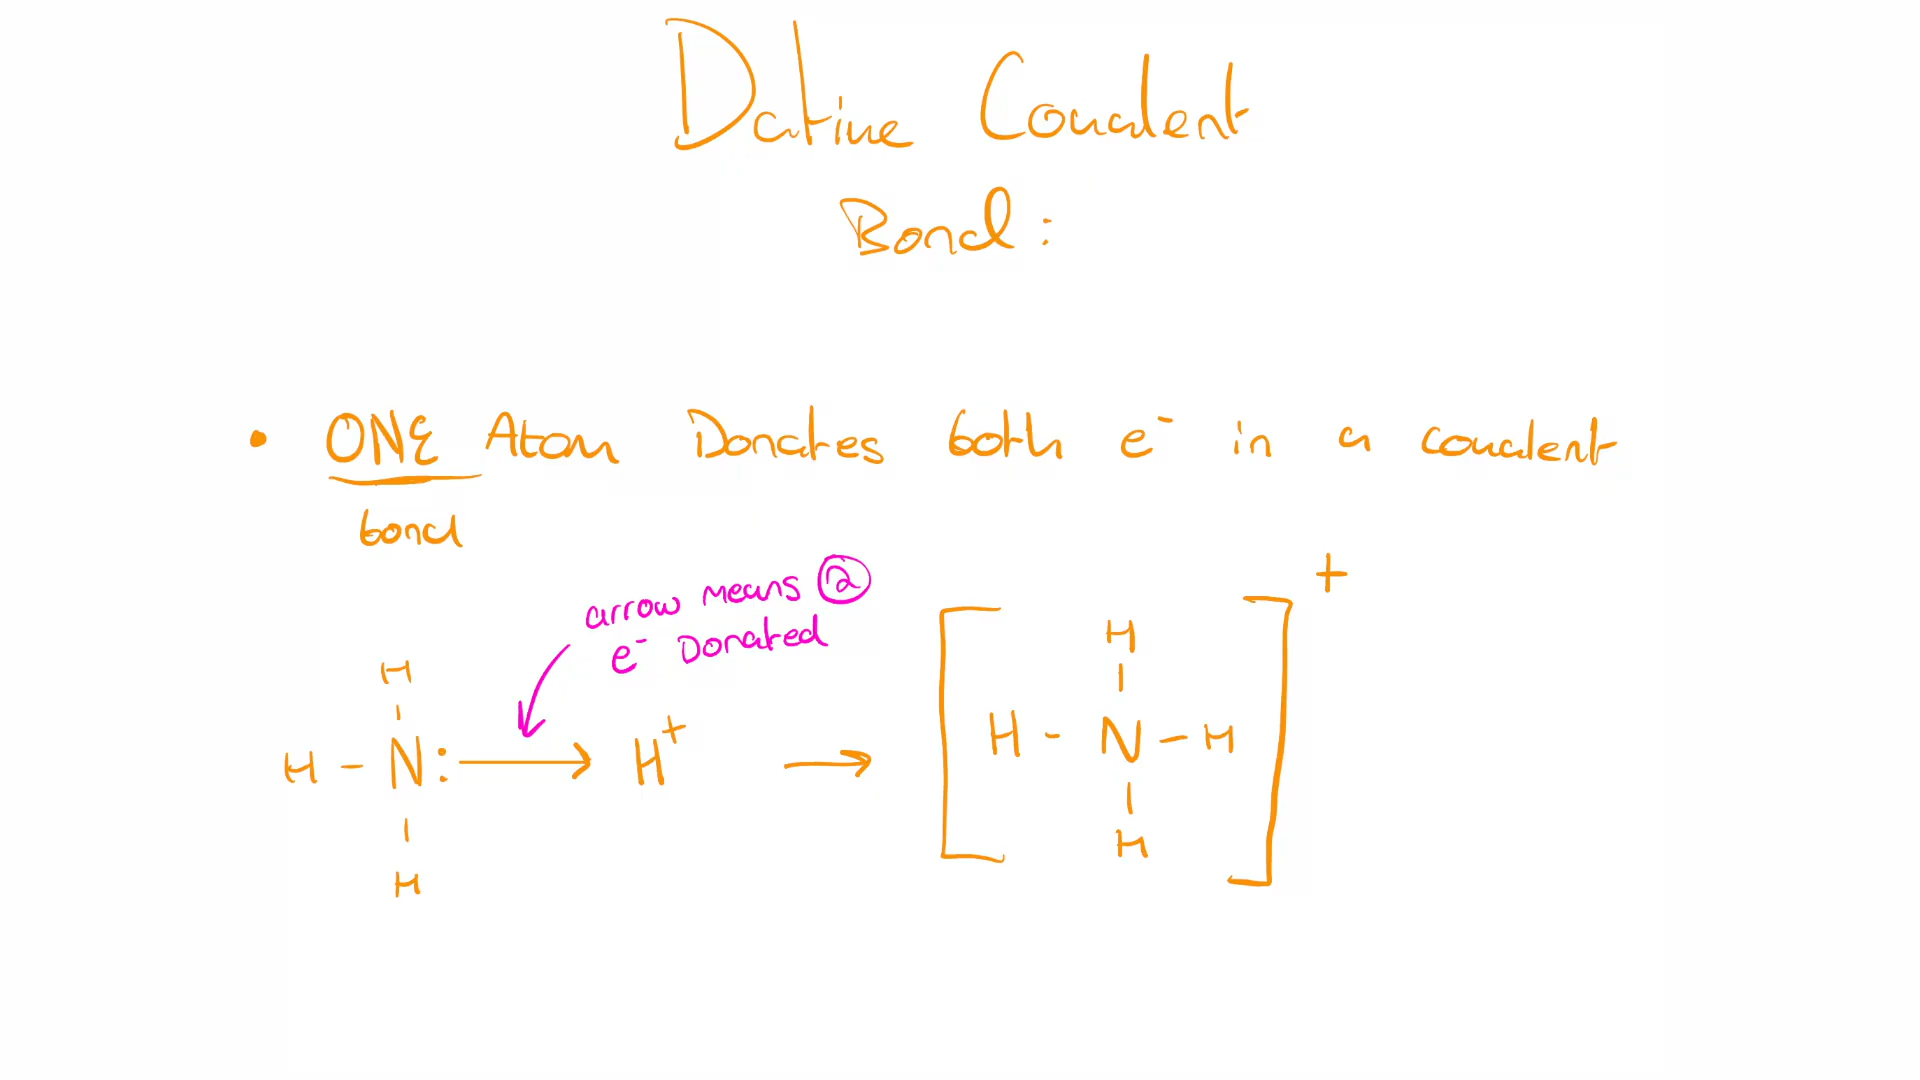 Dative Covalent
Bond:
• ONE Atom Donates both e⁻ in a covalent
bond
arrow means 2
e⁻ Donated
H
H - N: → H⁺
H
+
H
H - N - H
H